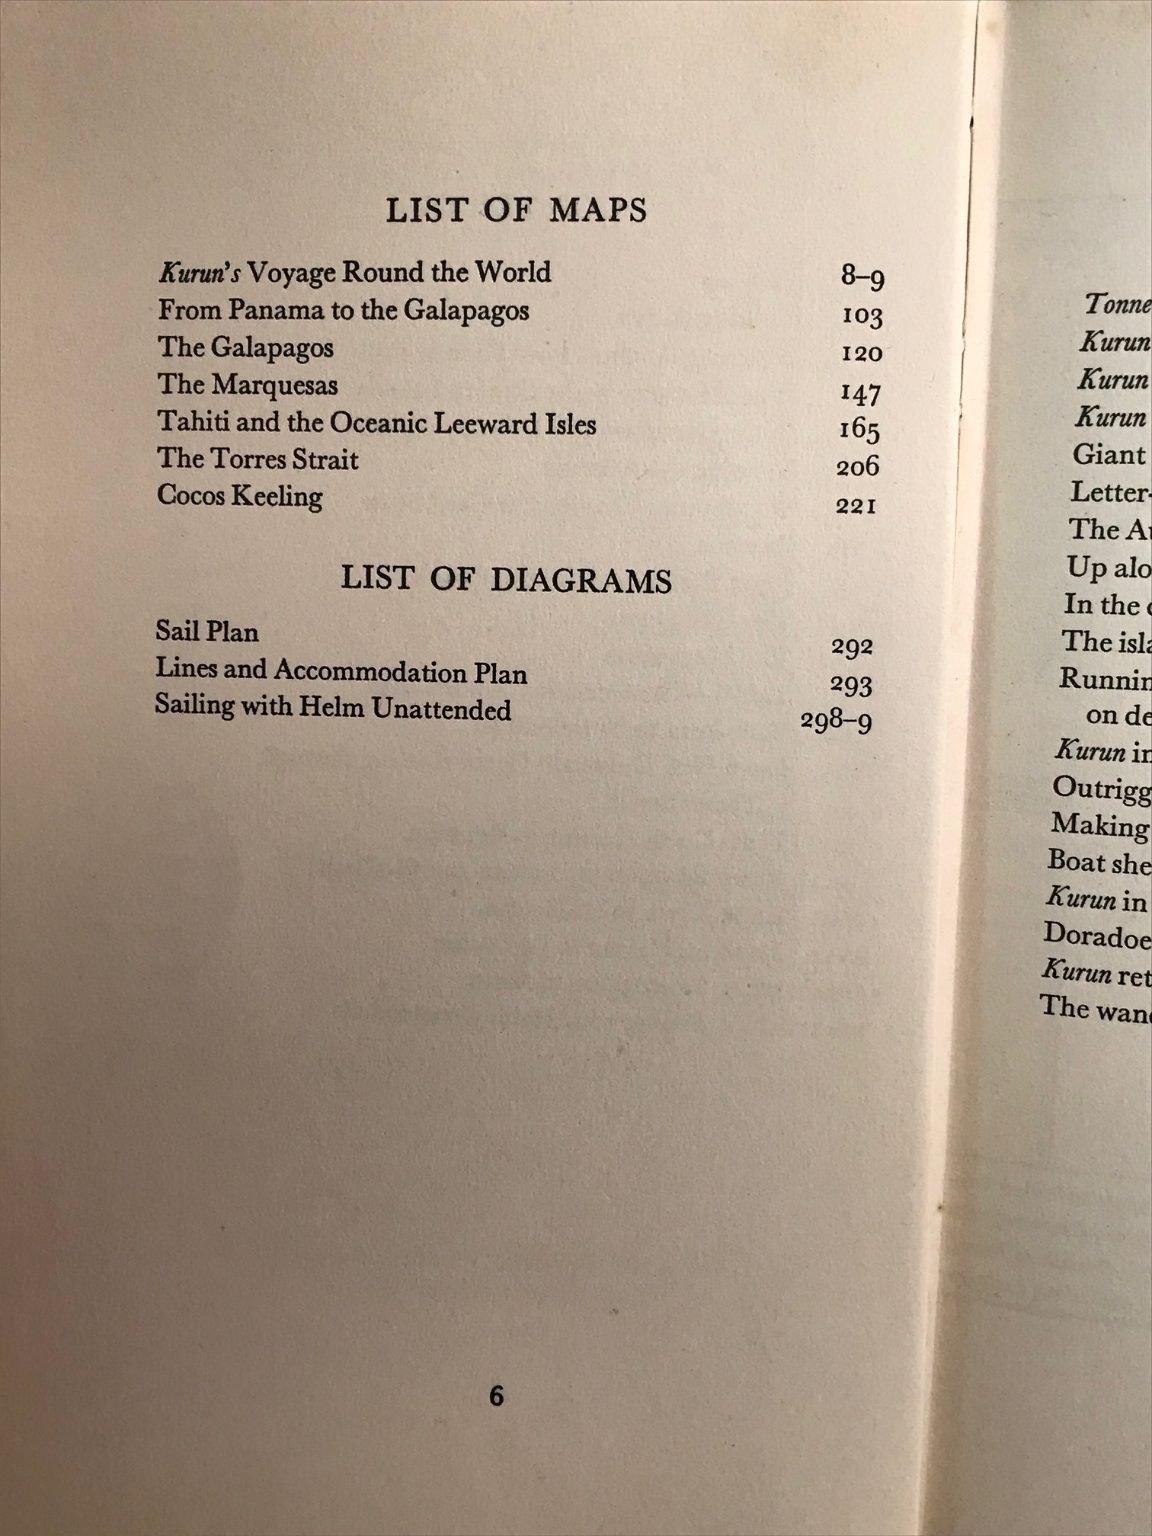 LIST OF MAPS
Kurun's Voyage Round the World 8–9
From Panama to the Galapagos 103
The Galapagos 120
The Marquesas 147
Tahiti and the Oceanic Leeward Isles 165
The Torres Strait 206
Cocos Keeling 221
LIST OF DIAGRAMS
Sail Plan 292
Lines and Accommodation Plan 293
Sailing with Helm Unattended 298–9
6
Kurun
Kurun
Kurun
Giant
Letter-
The
Up
In the
The
on
Kurun
Making
Boat
Kurun in
Kurun
The